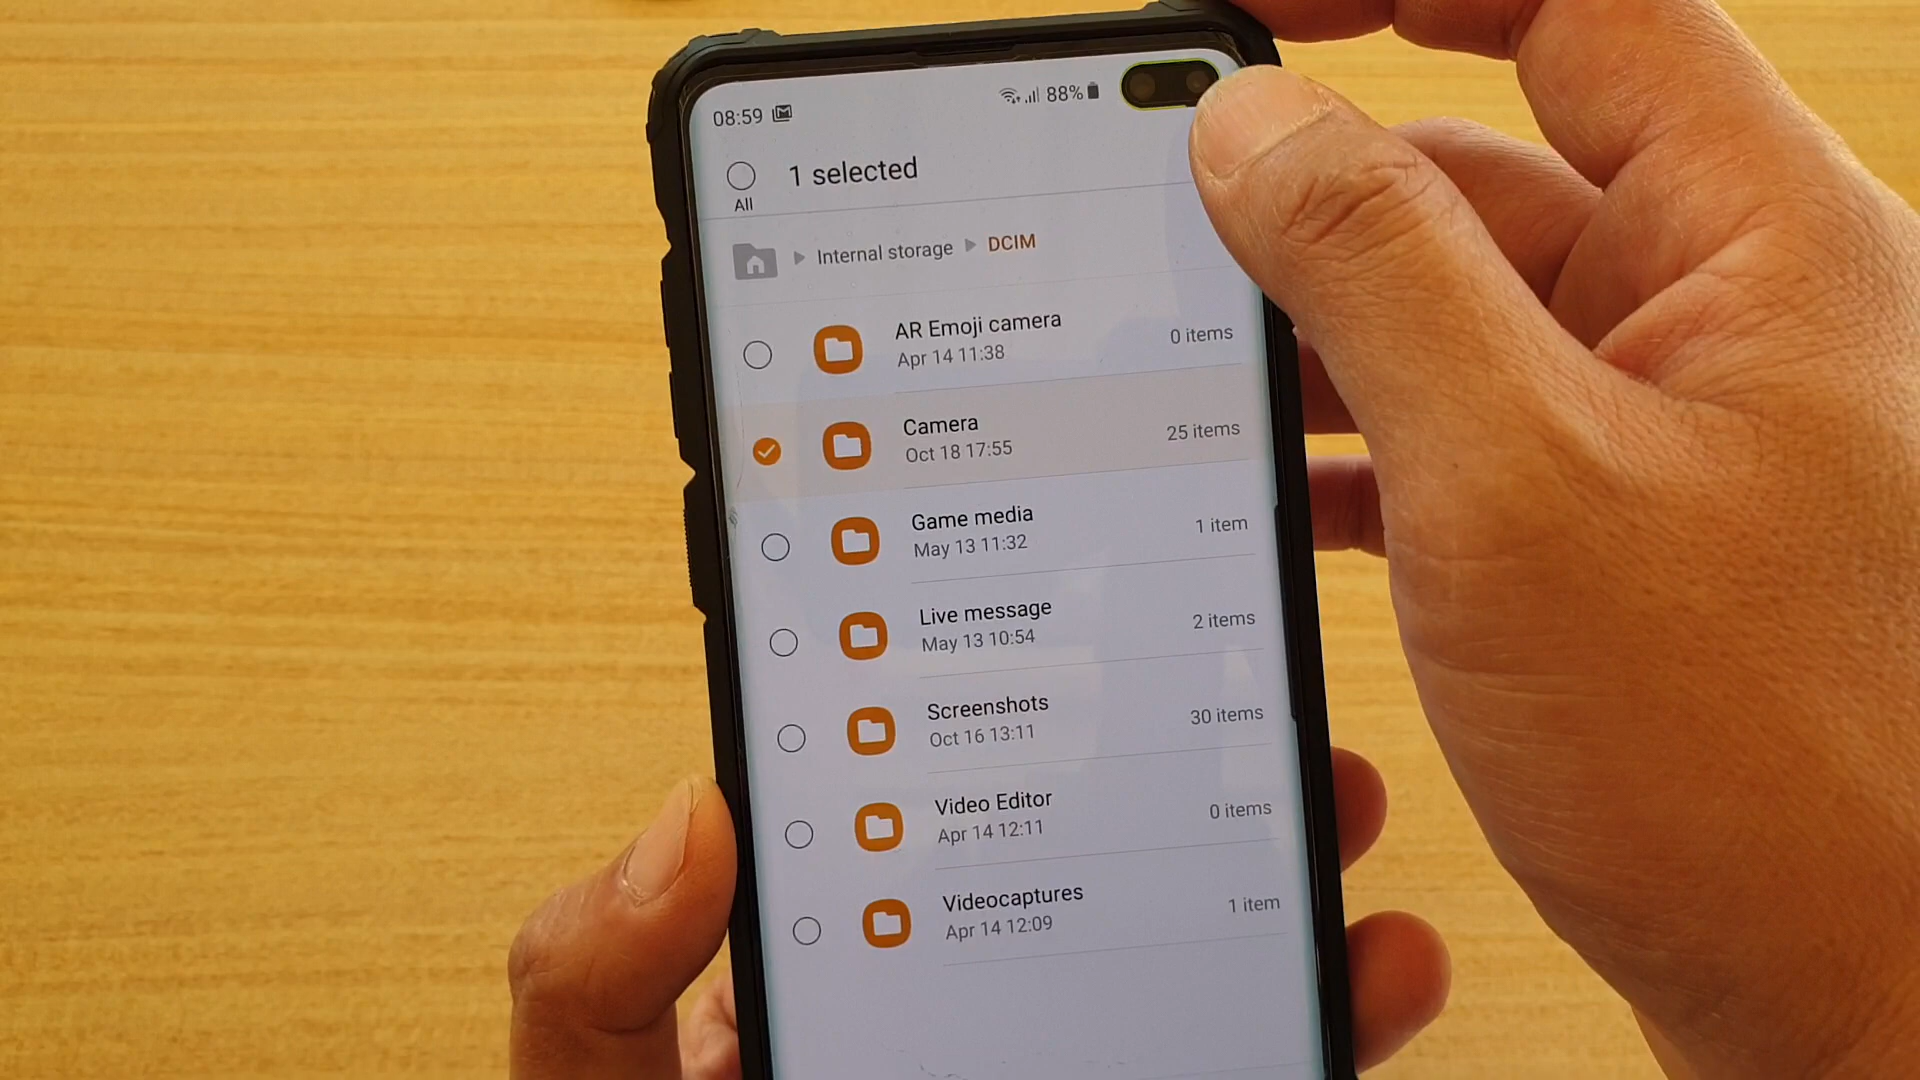 08:59 88%
1 selected
All
Internal storage DCIM
AR Emoji camera
Apr 14 11:38 0 items
Camera
Oct 18 17:55 25 items
Game media
May 13 11:32 1 item
Live message
May 13 10:54 2 items
Screenshots
Oct 16 13:11 30 items
Video Editor
Apr 14 12:11 0 items
Videocaptures
Apr 14 12:09 1 item